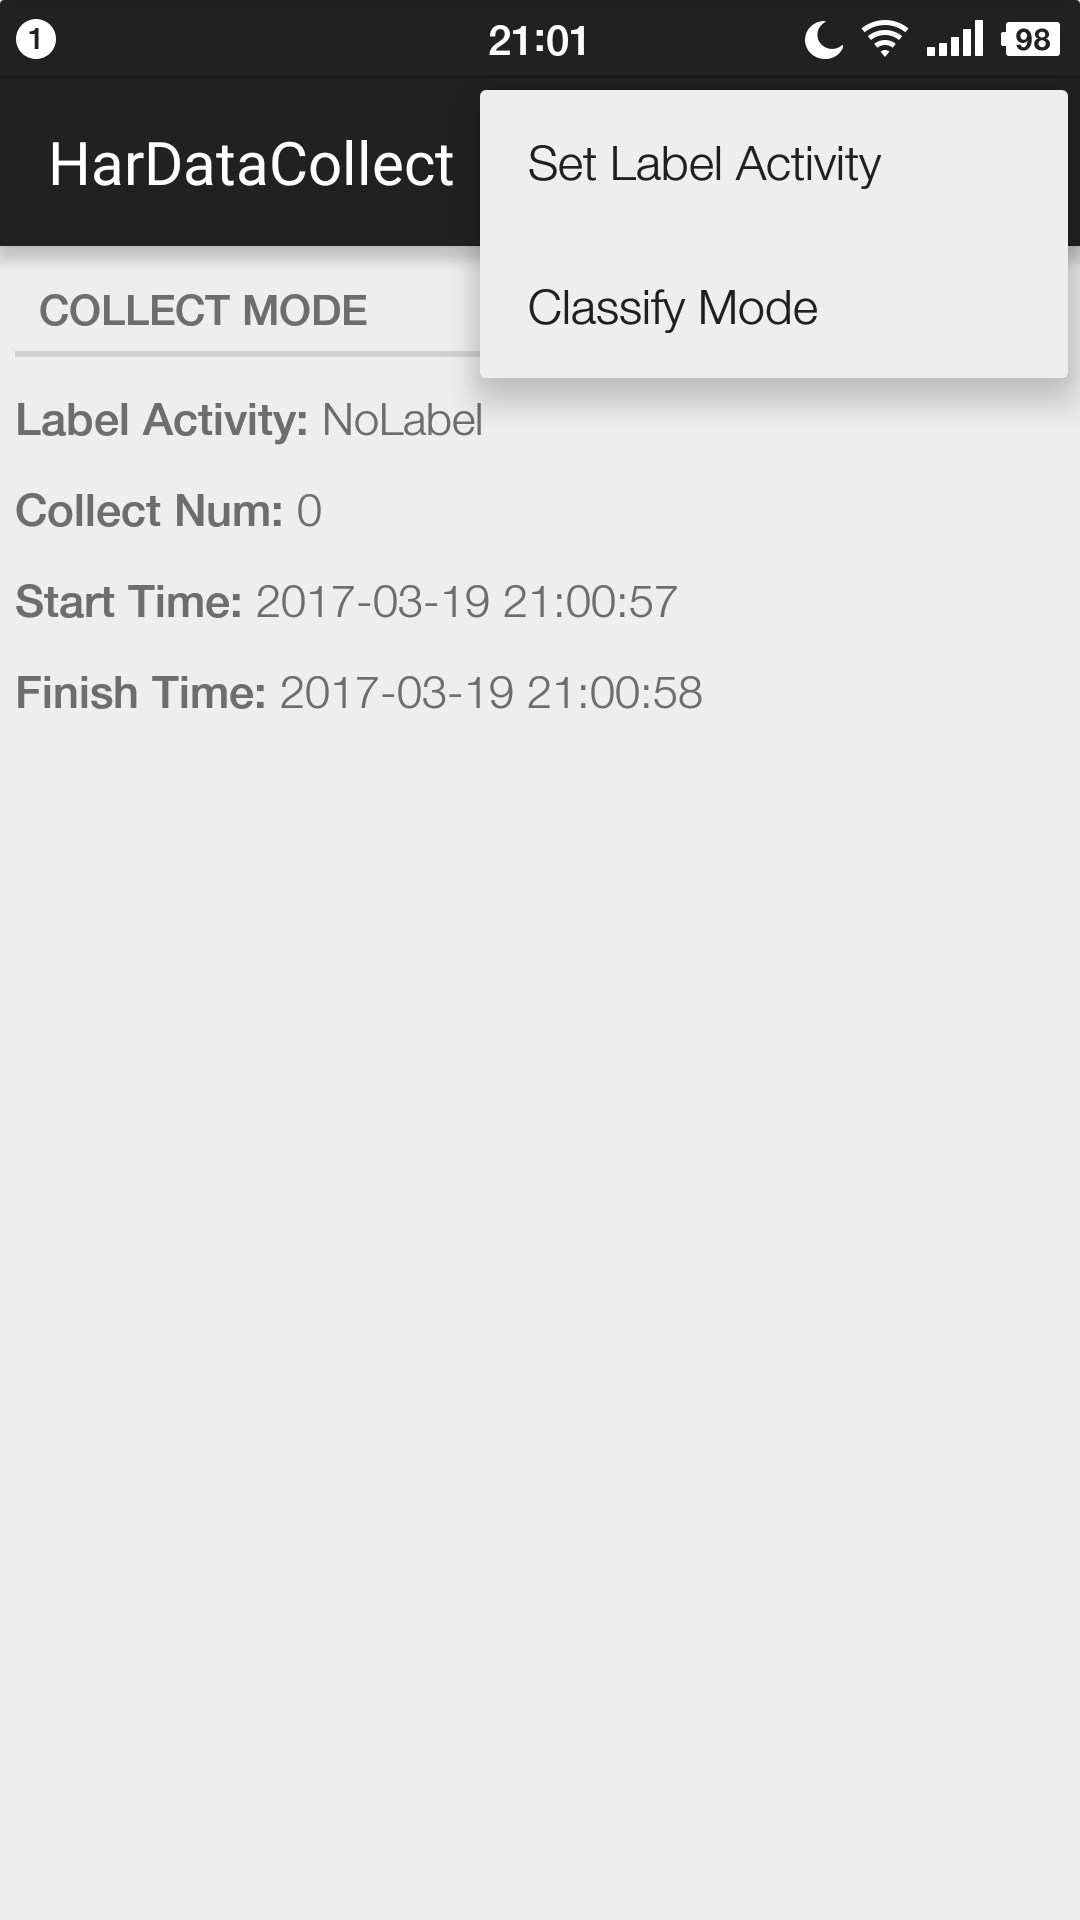 1
21:01
98
HarDataCollect
Set Label Activity
Classify Mode
COLLECT MODE
Label Activity: NoLabel
Collect Num: 0
Start Time: 2017-03-19 21:00:57
Finish Time: 2017-03-19 21:00:58